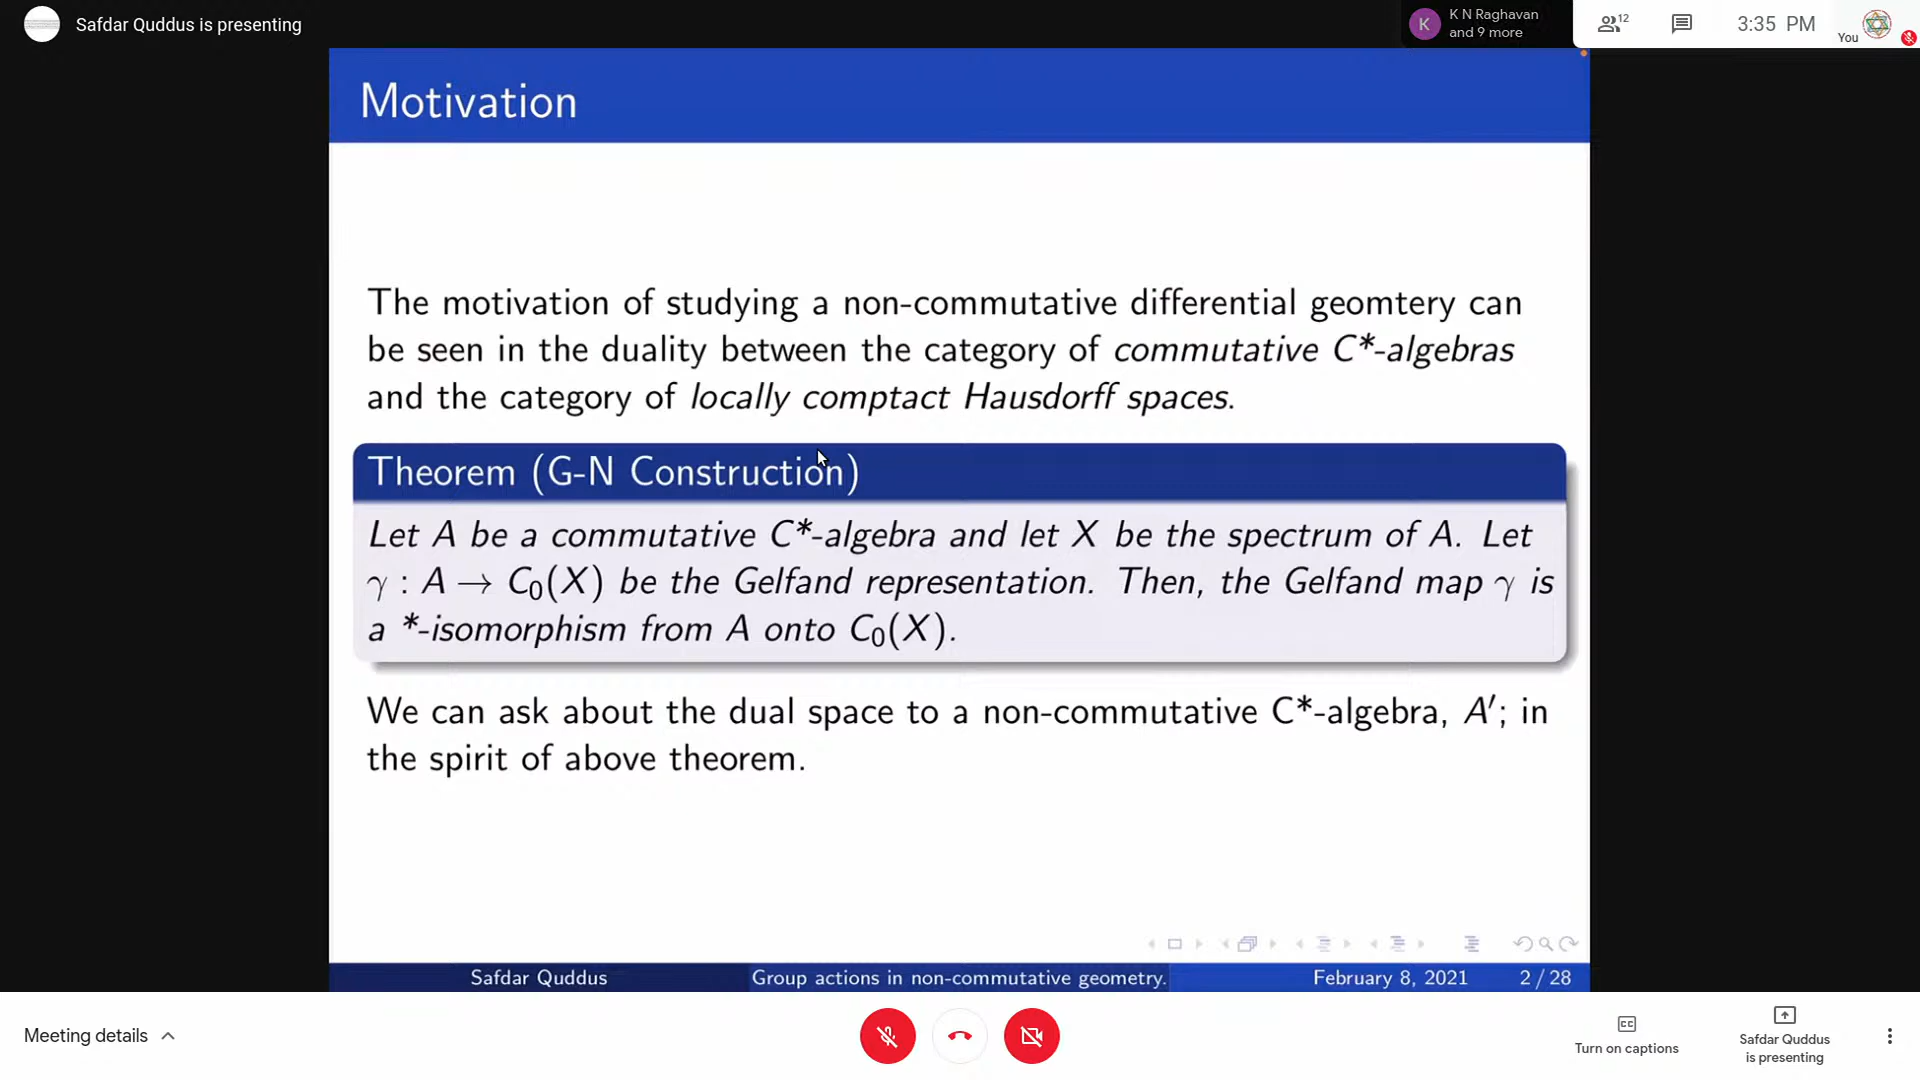 Safdar Quddus is presenting
K
K N Raghavan
and 9 more
12
3:35 PM
You
Motivation
The motivation of studying a non-commutative differential geomtery can
be seen in the duality between the category of commutative C*-algebras
and the category of locally comptact Hausdorff spaces.
Theorem (G-N Construction)
Let A be a commutative C*-algebra and let X be the spectrum of A. Let
γ : A → C₀(X) be the Gelfand representation. Then, the Gelfand map γ is
a *-isomorphism from A onto C₀(X).
We can ask about the dual space to a non-commutative C*-algebra, A′; in
the spirit of above theorem.
Safdar Quddus
Group actions in non-commutative geometry.
February 8, 2021
2 / 28
Meeting details
CC
Turn on captions
Safdar Quddus
is presenting